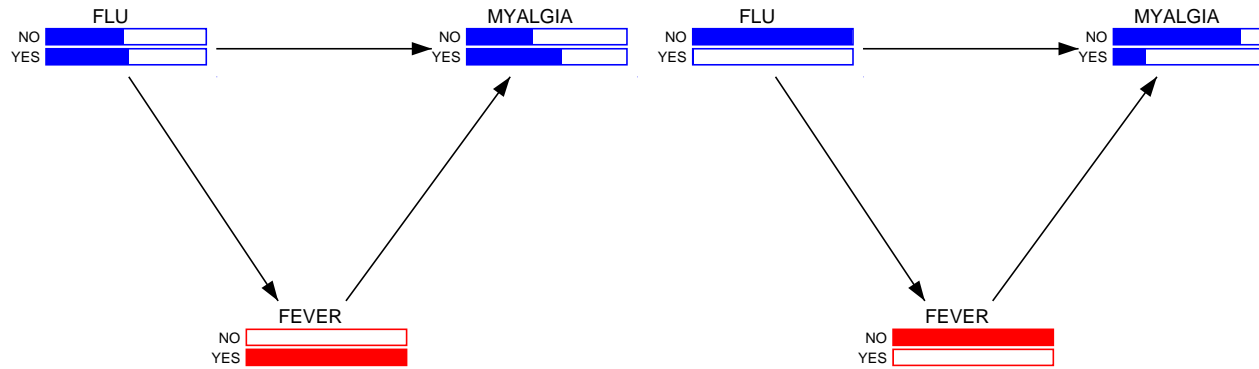 FLU
NO
YES
MYALGIA
NO
YES
FEVER
NO
YES
FLU
NO
YES
MYALGIA
NO
YES
FEVER
NO
YES